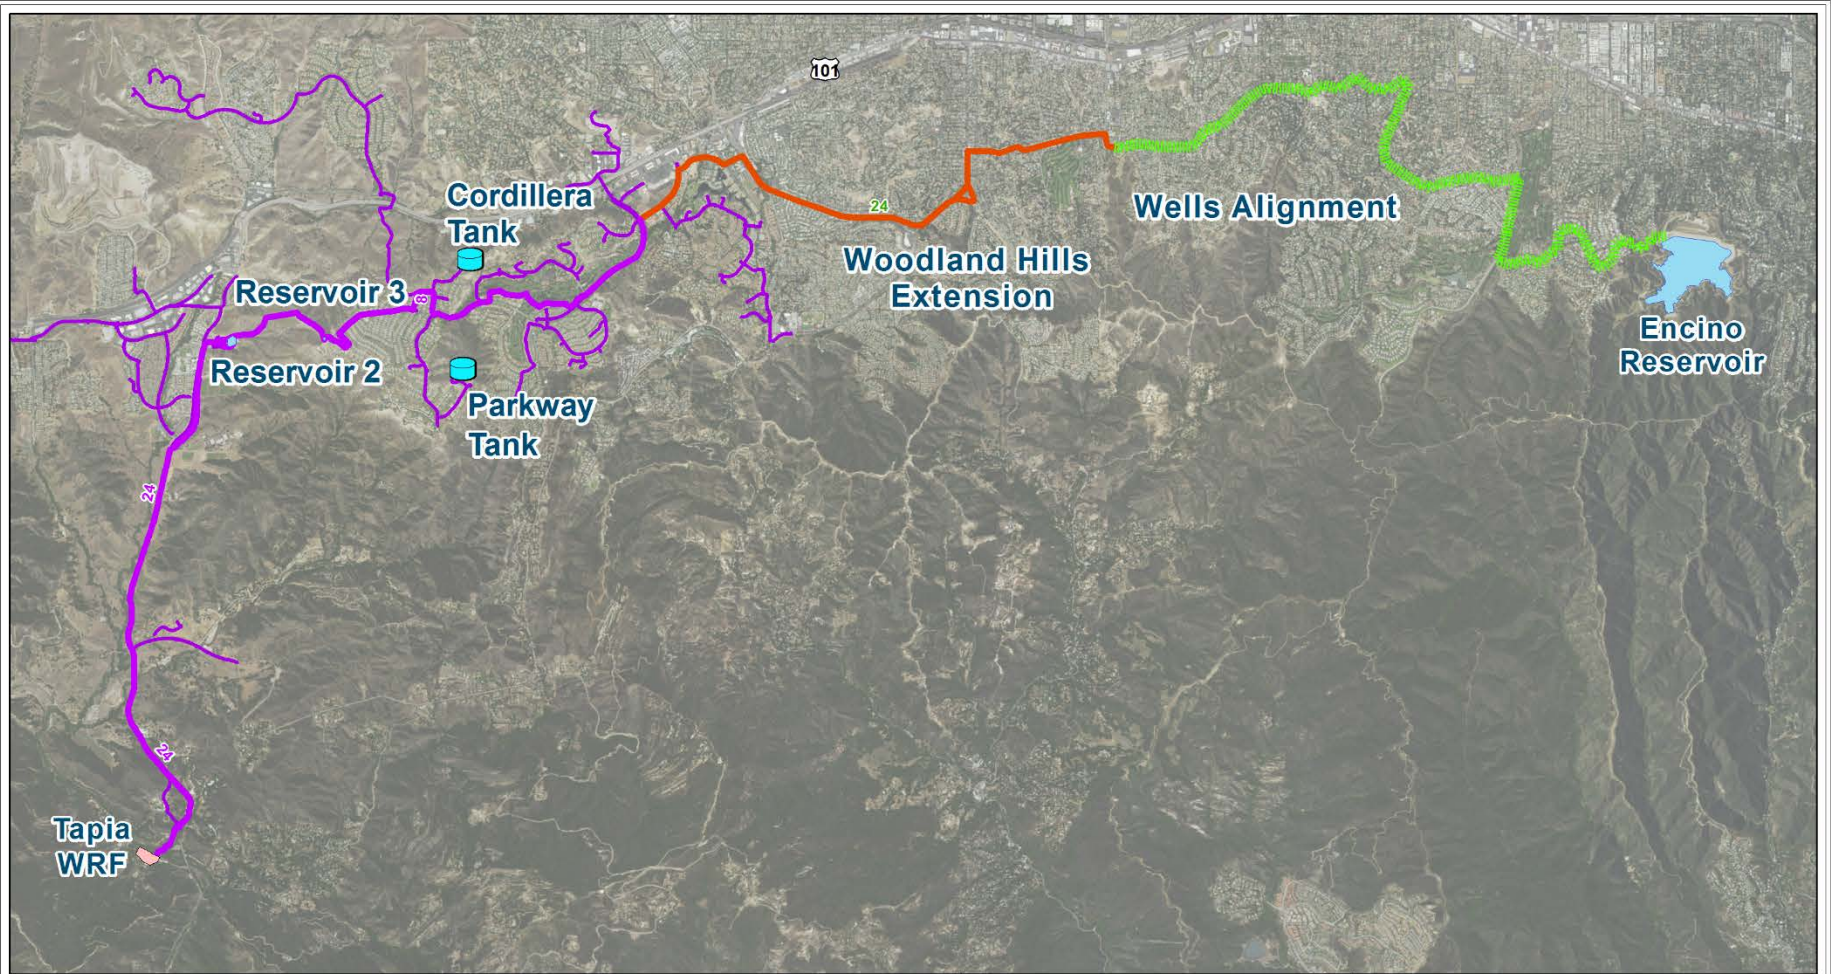 101
Cordillera
Tank
24
Wells Alignment
Woodland Hills
Extension
Reservoir 3
8
Encino
Reservoir
Reservoir 2
Parkway
Tank
24
24
Tapia
WRF